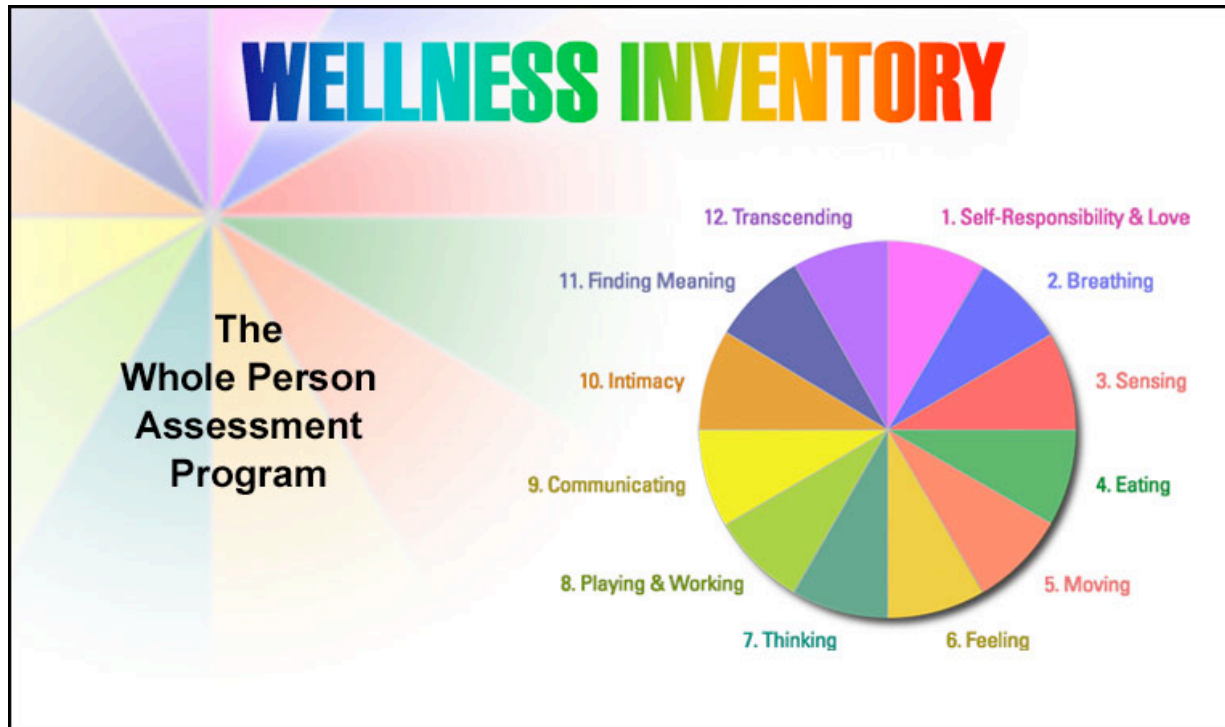 WELLNESS INVENTORY
The
Whole Person
Assessment
Program
12. Transcending
1. Self-Responsibility & Love
11. Finding Meaning
2. Breathing
10. Intimacy
3. Sensing
9. Communicating
4. Eating
8. Playing & Working
5. Moving
7. Thinking
6. Feeling